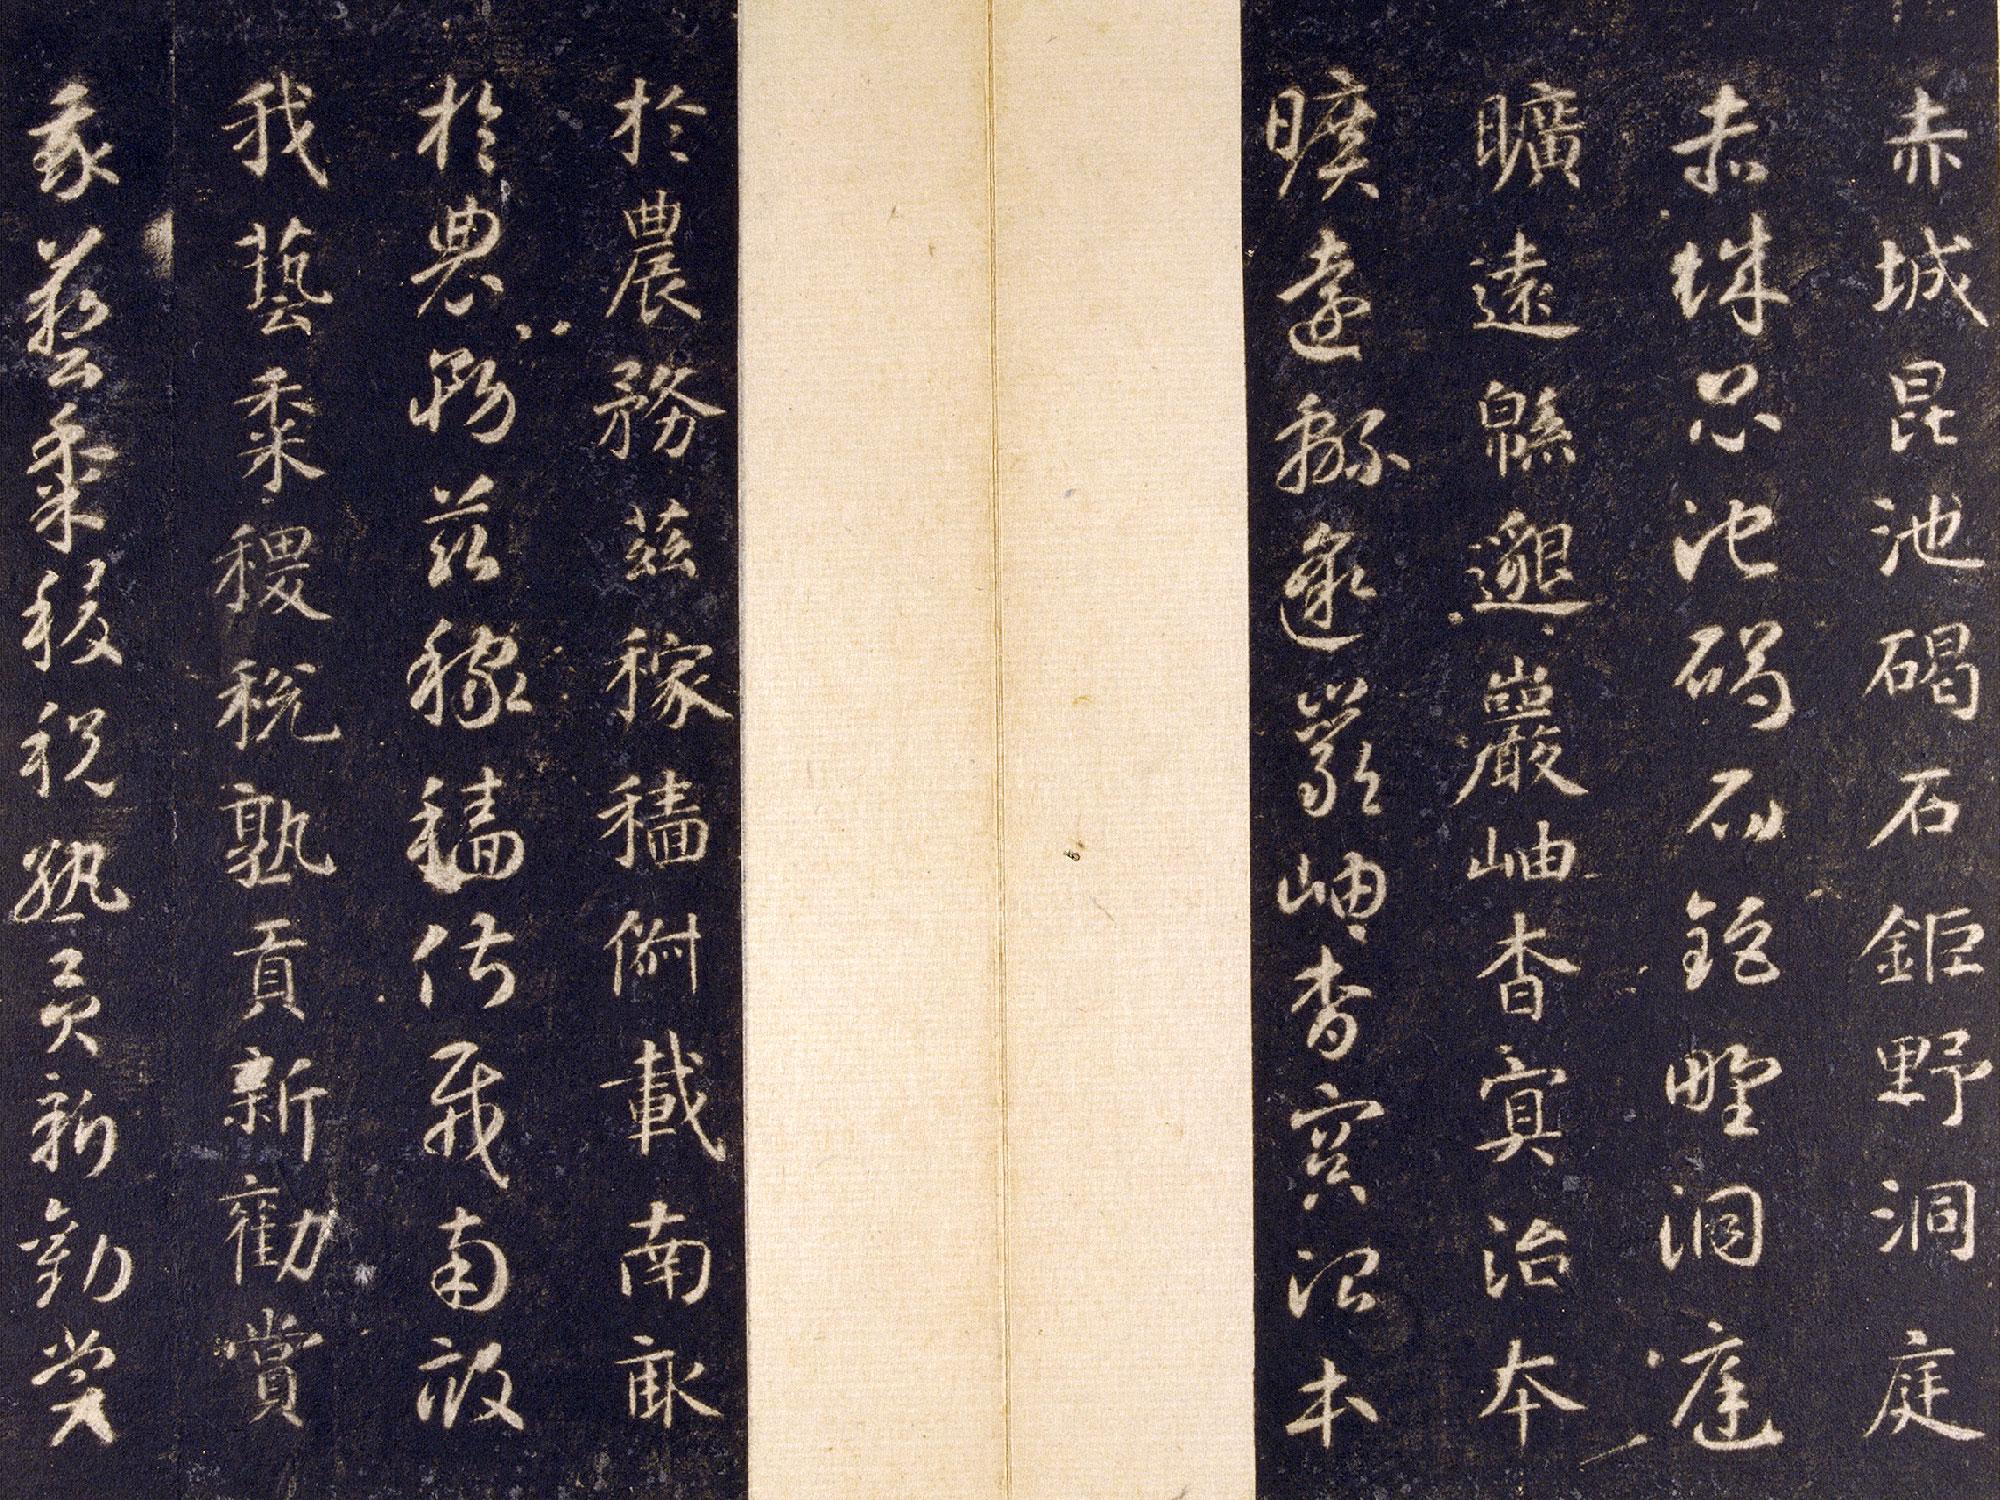 赤城昆池碣石鉅野洞庭
赤城昆池碣石鉅野洞庭
曠遠緜邈巖岫杳冥治本
曠遠緜邈巖岫杳冥治本
於農務茲稼穡俶載南畝
於農務茲稼穡俶載南畝
我藝黍稷稅熟貢新勸賞
我藝黍稷稅熟貢新勸賞